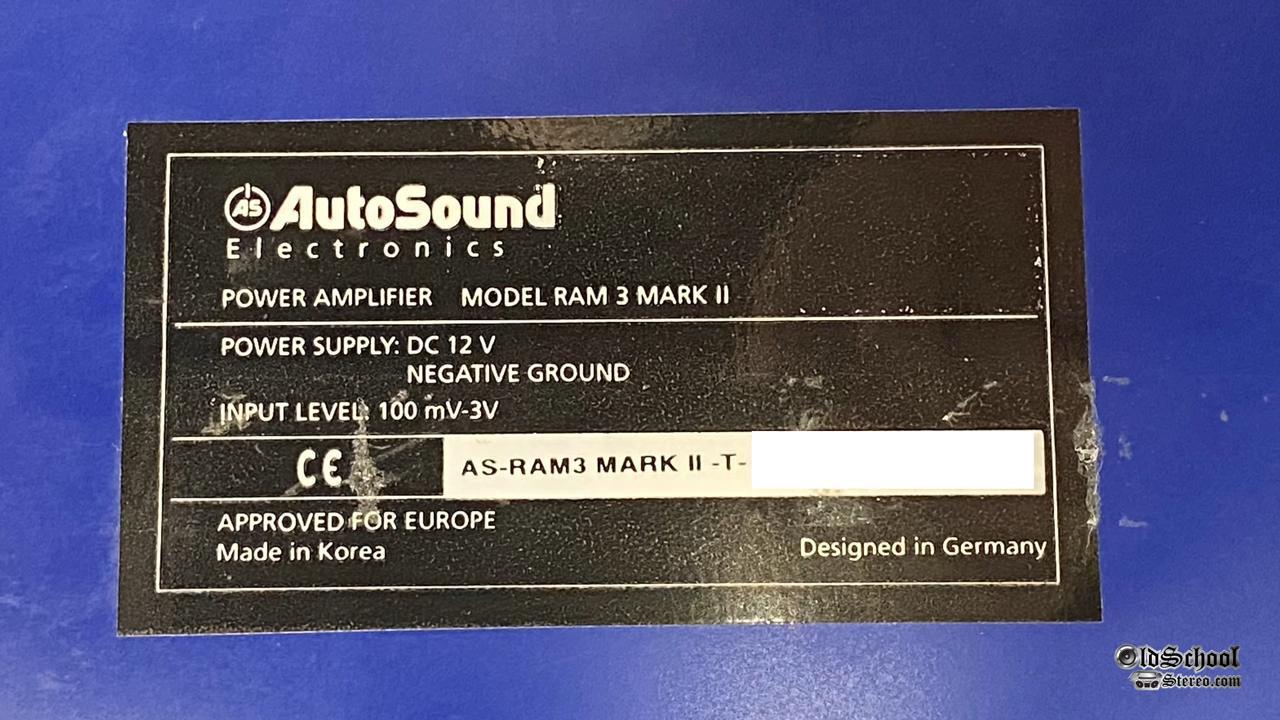 AS AutoSound
Electronics
POWER AMPLIFIER MODEL RAM 3 MARK II
POWER SUPPLY: DC 12 V
NEGATIVE GROUND
INPUT LEVEL: 100 mV-3V
CE AS-RAM3 MARK II -T-
APPROVED FOR EUROPE
Made in Korea Designed in Germany
OldSchool
Stereo.com